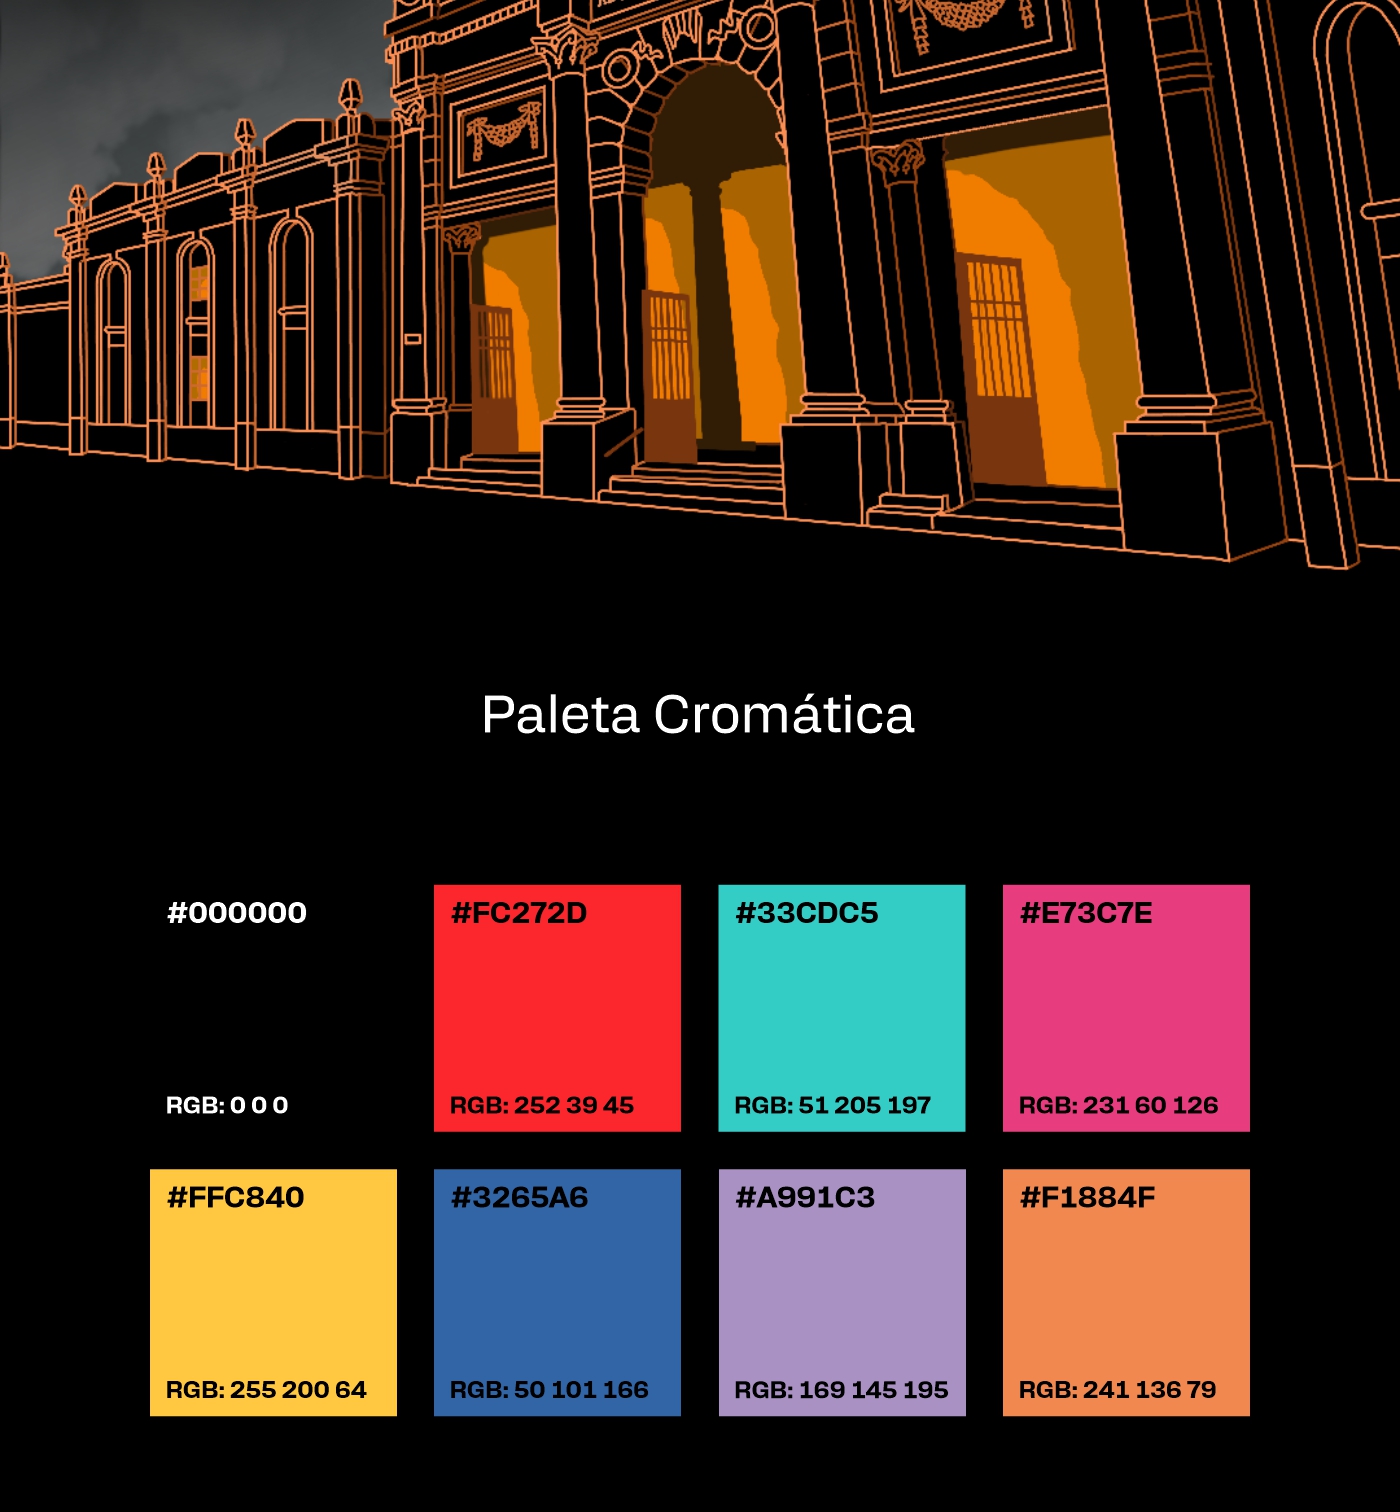 Paleta Cromática
#000000
#FC272D
#33CDC5
#E73C7E
RGB: 0 0 0
RGB: 252 39 45
RGB: 51 205 197
RGB: 231 60 126
#FFC840
#3265A6
#A991C3
#F1884F
RGB: 255 200 64
RGB: 50 101 166
RGB: 169 145 195
RGB: 241 136 79